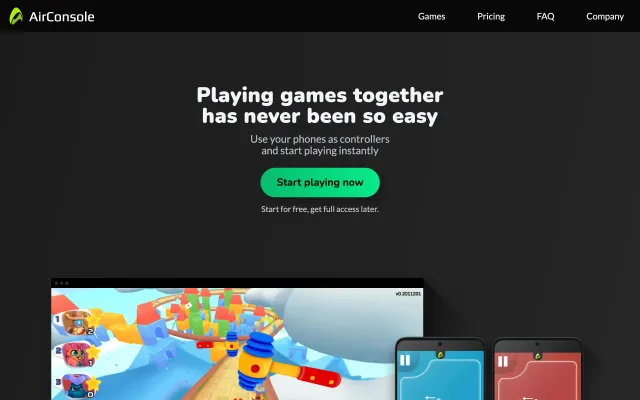 AirConsole
Games
Pricing
FAQ
Company
Playing games together
has never been so easy
Use your phones as controllers
and start playing instantly
Start playing now
Start for free, get full access later.
v0.2011201
1
2
2
1
3
0